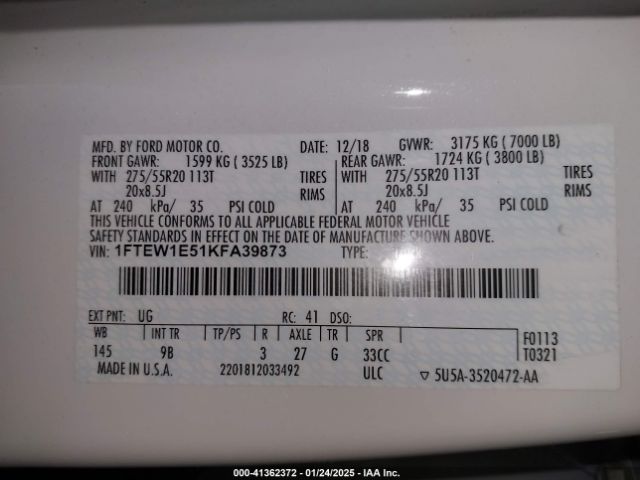 MFD. BY FORD MOTOR CO. DATE: 12/18 GVWR: 3175 KG ( 7000 LB)
FRONT GAWR: 1599 KG ( 3525 LB) REAR GAWR: 1724 KG ( 3800 LB)
WITH 275/55R20 113T TIRES WITH 275/55R20 113T TIRES
20x8.5J RIMS 20x8.5J RIMS
AT 240 kPa/ 35 PSI COLD AT 240 kPa/ 35 PSI COLD
THIS VEHICLE CONFORMS TO ALL APPLICABLE FEDERAL MOTOR VEHICLE
SAFETY STANDARDS IN EFFECT ON THE DATE OF MANUFACTURE SHOWN ABOVE.
VIN: 1FTEW1E51KFA39873 TYPE:
EXT PNT: UG RC: 41 DSO:
WB INT TR TP/PS R AXLE TR SPR F0113
145 9B 3 27 G 33CC T0321
MADE IN U.S.A. 2201812033492 ULC ▽ 5U5A-3520472-AA
000-41362372 - 01/24/2025 - IAA Inc.